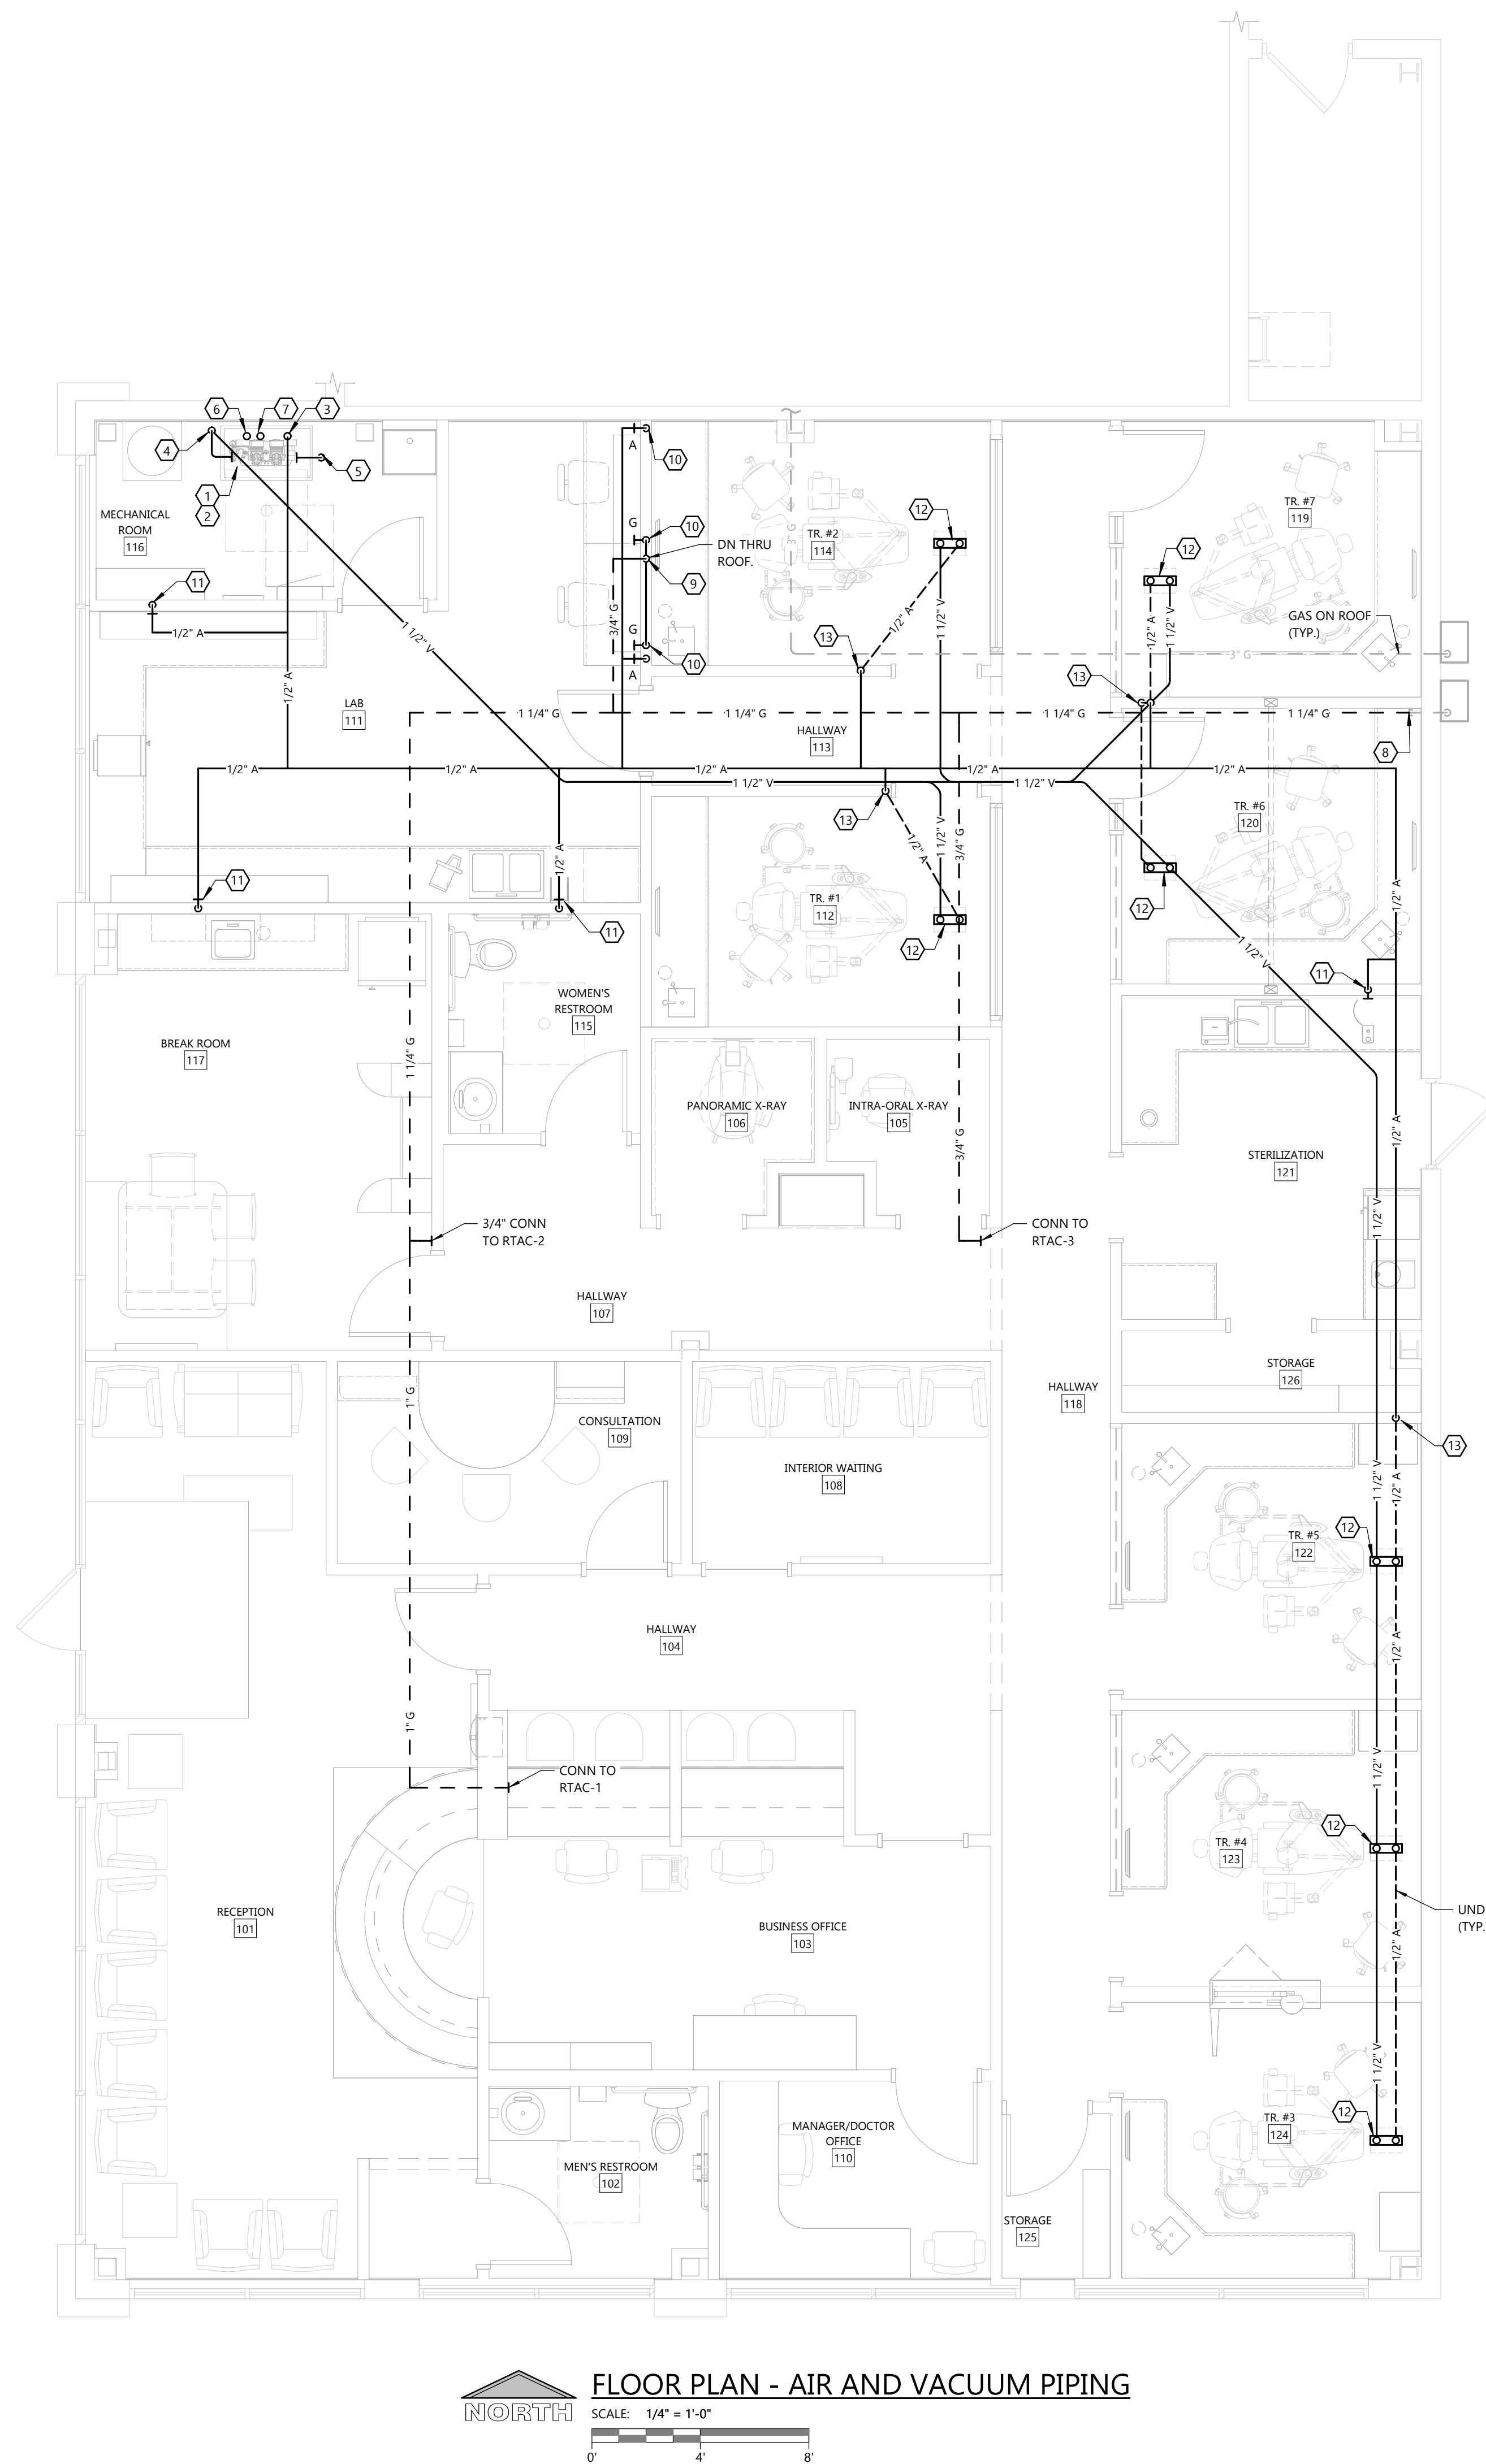 6
7
3
4
5
1
2
MECHANICAL
ROOM
116
11
1/2" A
1/2" A
1 1/2" V
LAB
111
A
10
G
10
DN THRU
ROOF.
9
3/4" G
G
10
A
TR. #2
114
12
3" G
1/2" A
1 1/2" V
13
TR. #7
119
12
GAS ON ROOF
(TYP.)
1/2" A
1 1/2" V
3" G
13
1 1/4" G
1 1/4" G
1 1/4" G
1 1/4" G
HALLWAY
113
8
1/2" A
1/2" A
1/2" A
1/2" A
1/2" A
1 1/2" V
1 1/2" V
13
1/2" A
1 1/2" V
3/4" G
TR. #6
120
11
1/2" A
11
TR. #1
112
12
12
1/2" A
1 1/2" V
11
WOMEN'S
RESTROOM
115
BREAK ROOM
117
1 1/4" G
PANORAMIC X-RAY
106
INTRA-ORAL X-RAY
105
3/4" G
1/2" A
STERILIZATION
121
1 1/2" V
3/4" CONN
TO RTAC-2
CONN TO
RTAC-3
HALLWAY
107
STORAGE
126
1" G
HALLWAY
118
CONSULTATION
109
INTERIOR WAITING
108
13
1 1/2" V
1/2" A
12
TR. #5
122
HALLWAY
104
1/2" A
1" G
1 1/2" V
CONN TO
RTAC-1
12
TR. #4
123
RECEPTION
101
BUSINESS OFFICE
103
UND
(TYP.
1/2" A
1 1/2" V
12
TR. #3
124
MANAGER/DOCTOR
OFFICE
110
MEN'S RESTROOM
102
STORAGE
125
FLOOR PLAN - AIR AND VACUUM PIPING
NORTH
SCALE: 1/4" = 1'-0"
0' 4' 8'